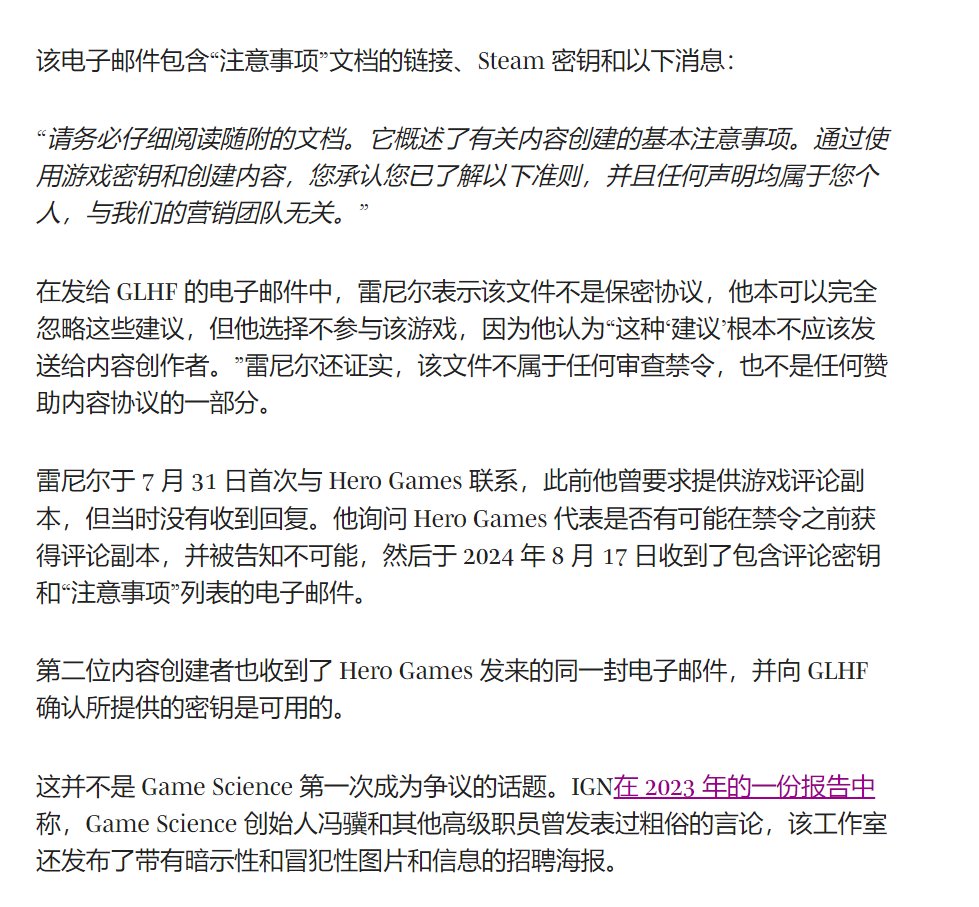 该电子邮件包含“注意事项”文档的链接、Steam 密钥和以下消息：
“请务必仔细阅读随附的文档。它概述了有关内容创建的基本注意事项。通过使
用游戏密钥和创建内容，您承认您已了解以下准则，并且任何声明均属于您个
人，与我们的营销团队无关。”
在发给 GLHF 的电子邮件中，雷尼尔表示该文件不是保密协议，他本可以完全
忽略这些建议，但他选择不参与该游戏，因为他认为“这种‘建议’根本不应该发
送给内容创作者。”雷尼尔还证实，该文件不属于任何审查禁令，也不是任何赞
助内容协议的一部分。
雷尼尔于 7 月 31 日首次与 Hero Games 联系，此前他曾要求提供游戏评论副
本，但当时没有收到回复。他询问 Hero Games 代表是否有可能在禁令之前获
得评论副本，并被告知不可能，然后于 2024 年 8 月 17 日收到了包含评论密钥
和“注意事项”列表的电子邮件。
第二位内容创建者也收到了 Hero Games 发来的同一封电子邮件，并向 GLHF
确认所提供的密钥是可用的。
这并不是 Game Science 第一次成为争议的话题。IGN在 2023 年的一份报告中
称，Game Science 创始人冯骥和其他高级职员曾发表过粗俗的言论，该工作室
还发布了带有暗示性和冒犯性图片和信息的招聘海报。